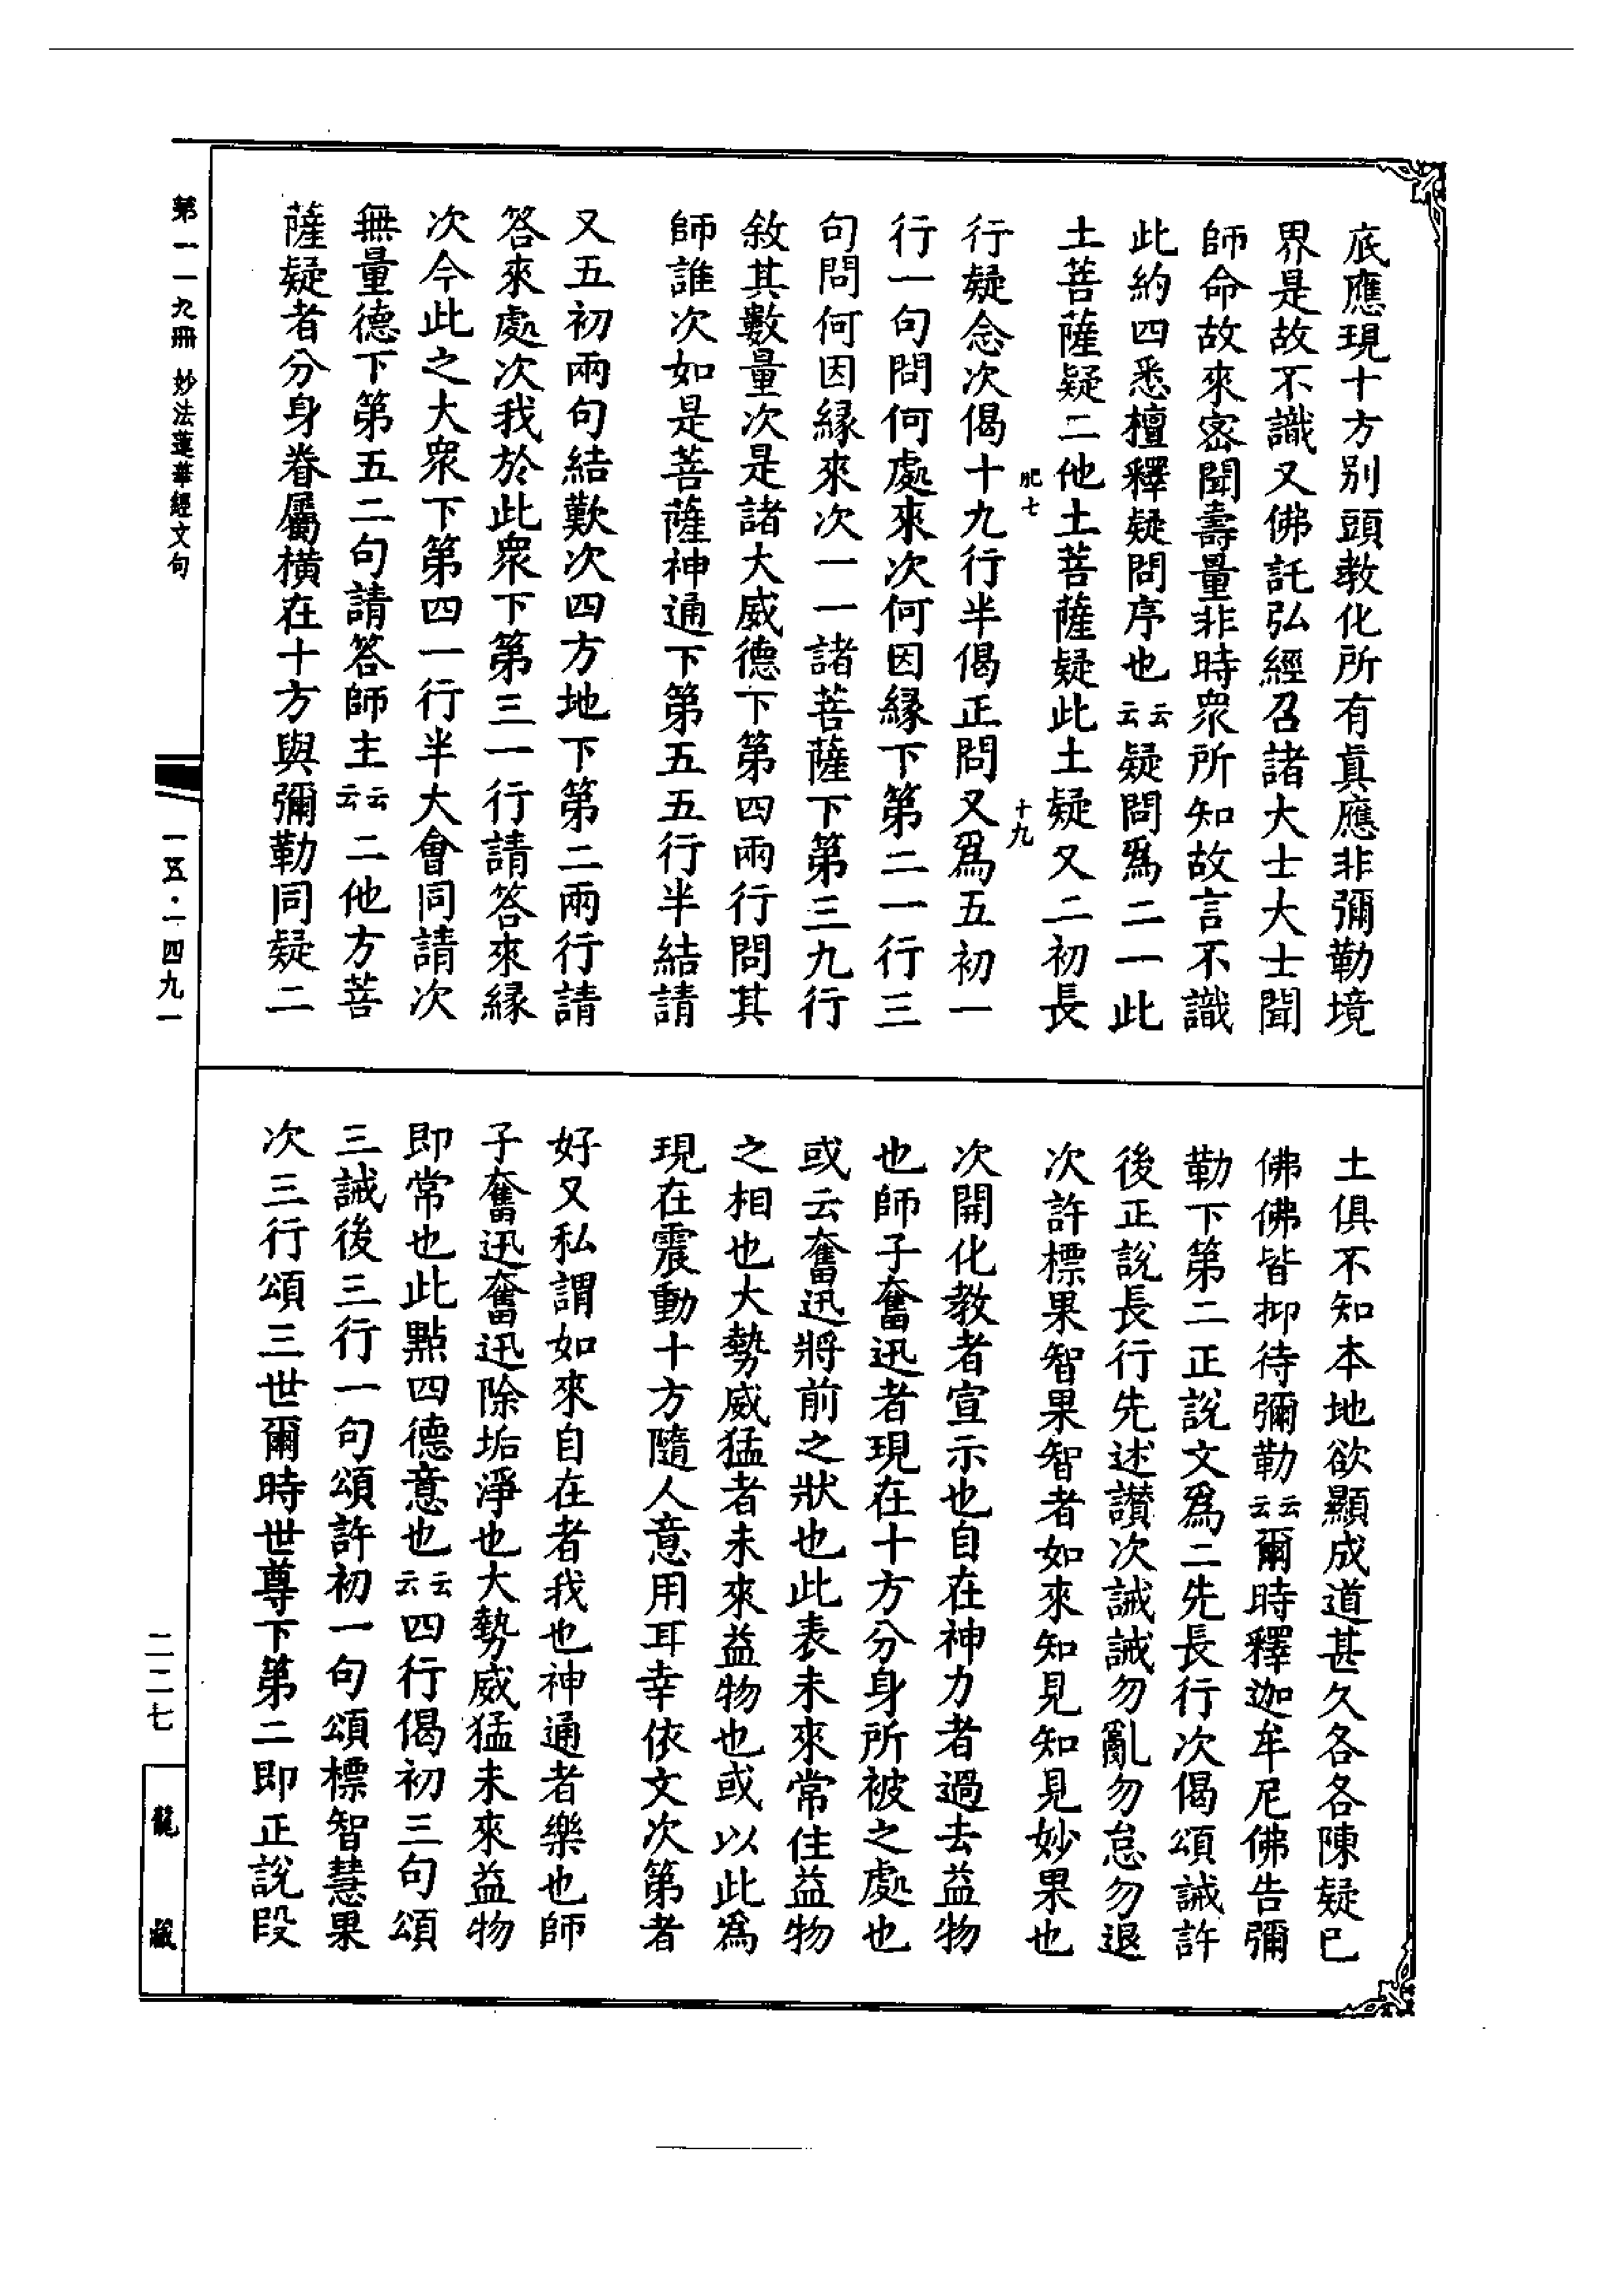 底應現十方别頭教化所有真應非彌勒境
界是故不識又佛託弘經召諸大士大士聞
師命故來密聞壽量非時衆所知故言不識
此約四悉檀釋疑問序也云云疑問爲二一此
土菩薩疑二他土菩薩疑此土疑又二初長
肥七
十九
行疑念次偈十九行半偈正問又爲五初一
行一句問何處來次何因緣下第二一行三
句問何因緣來次一一諸菩薩下第三九行
敘其數量次是諸大威德下第四兩行問其
師誰次如是菩薩神通下第五五行半結請
又五初兩句結歎次四方地下第二兩行請
答來處次我於此衆下第三一行請答來緣
次今此之大衆下第四一行半大會同請次
無量德下第五二句請答師主云云二他方菩
薩疑者分身眷屬橫在十方與彌勒同疑二
土俱不知本地欲顯成道甚久各各陳疑已
佛佛皆抑待彌勒云云爾時釋迦牟尼佛告彌
勒下第二正說文爲二先長行次偈頌誡許
後正說長行先述讚次誡誡勿亂勿怠勿退
次許標果智果智者如來知見知見妙果也
次開化教者宣示也自在神力者過去益物
也師子奮迅者現在十方分身所被之處也
或云奮迅將前之狀也此表未來常住益物
之相也大勢威猛者未來益物也或以此爲
現在震動十方隨人意用耳幸依文次第者
好又私謂如來自在者我也神通者樂也師
子奮迅奮迅除垢淨也大勢威猛未來益物
即常也此點四德意也云云四行偈初三句頌
三誡後三行一句頌許初一句頌標智慧果
次三行頌三世爾時世尊下第二即正說段
第一一九冊 妙法蓮華經文句
一五·一四九一
二二七
龍藏